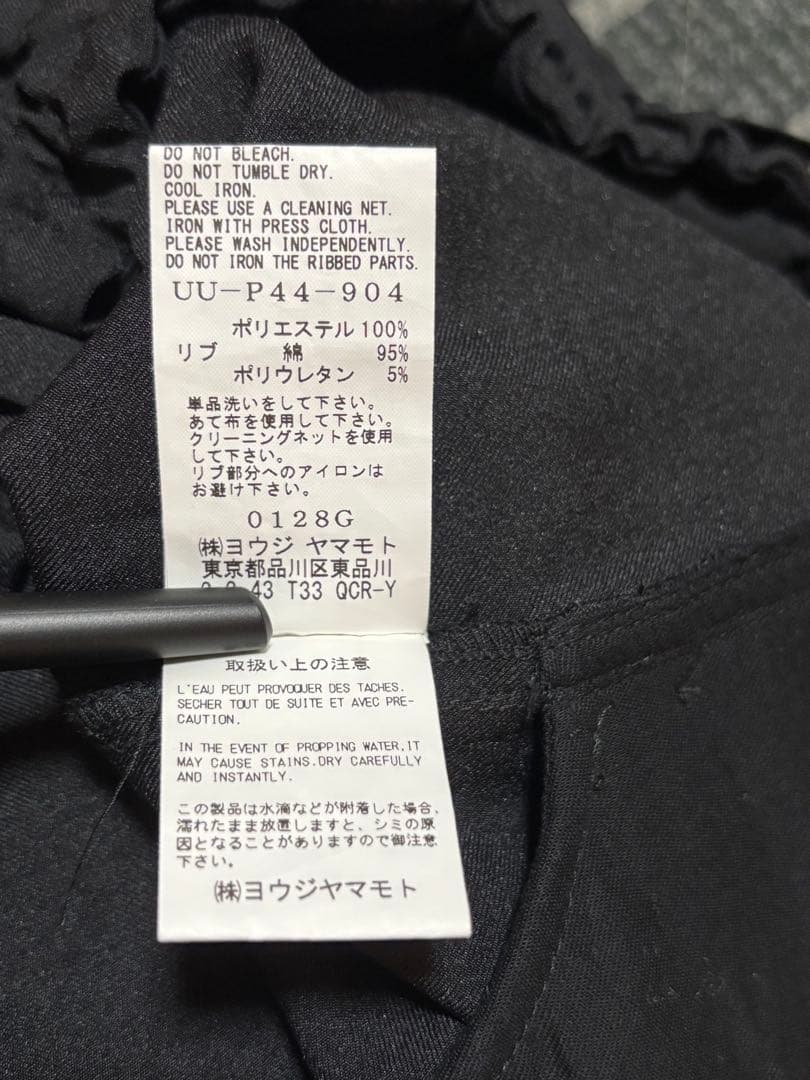 DO NOT BLEACH.
DO NOT TUMBLE DRY.
COOL IRON.
PLEASE USE A CLEANING NET.
IRON WITH PRESS CLOTH.
PLEASE WASH INDEPENDENTLY.
DO NOT IRON THE RIBBED PARTS.
UU-P44-904
ポリエステル 100%
リブ 綿 95%
ポリウレタン 5%
単品洗いをして下さい。
あて布を使用して下さい。
クリーニングネットを使用
して下さい。
リブ部分へのアイロンは
お避け下さい。
0128G
㈱ヨウジ ヤマモト
東京都品川区東品川
43 T33 QCR-Y
取扱い上の注意
L'EAU PEUT PROVOQUER DES TACHES.
SECHER TOUT DE SUITE ET AVEC PRE-
CAUTION.
IN THE EVENT OF PROPPING WATER,IT
MAY CAUSE STAINS.DRY CAREFULLY
AND INSTANTLY.
この製品は水滴などが附着した場合、
濡れたまま放置しますと、シミの原
因となることがありますので御注意
下さい。
㈱ヨウジヤマモト